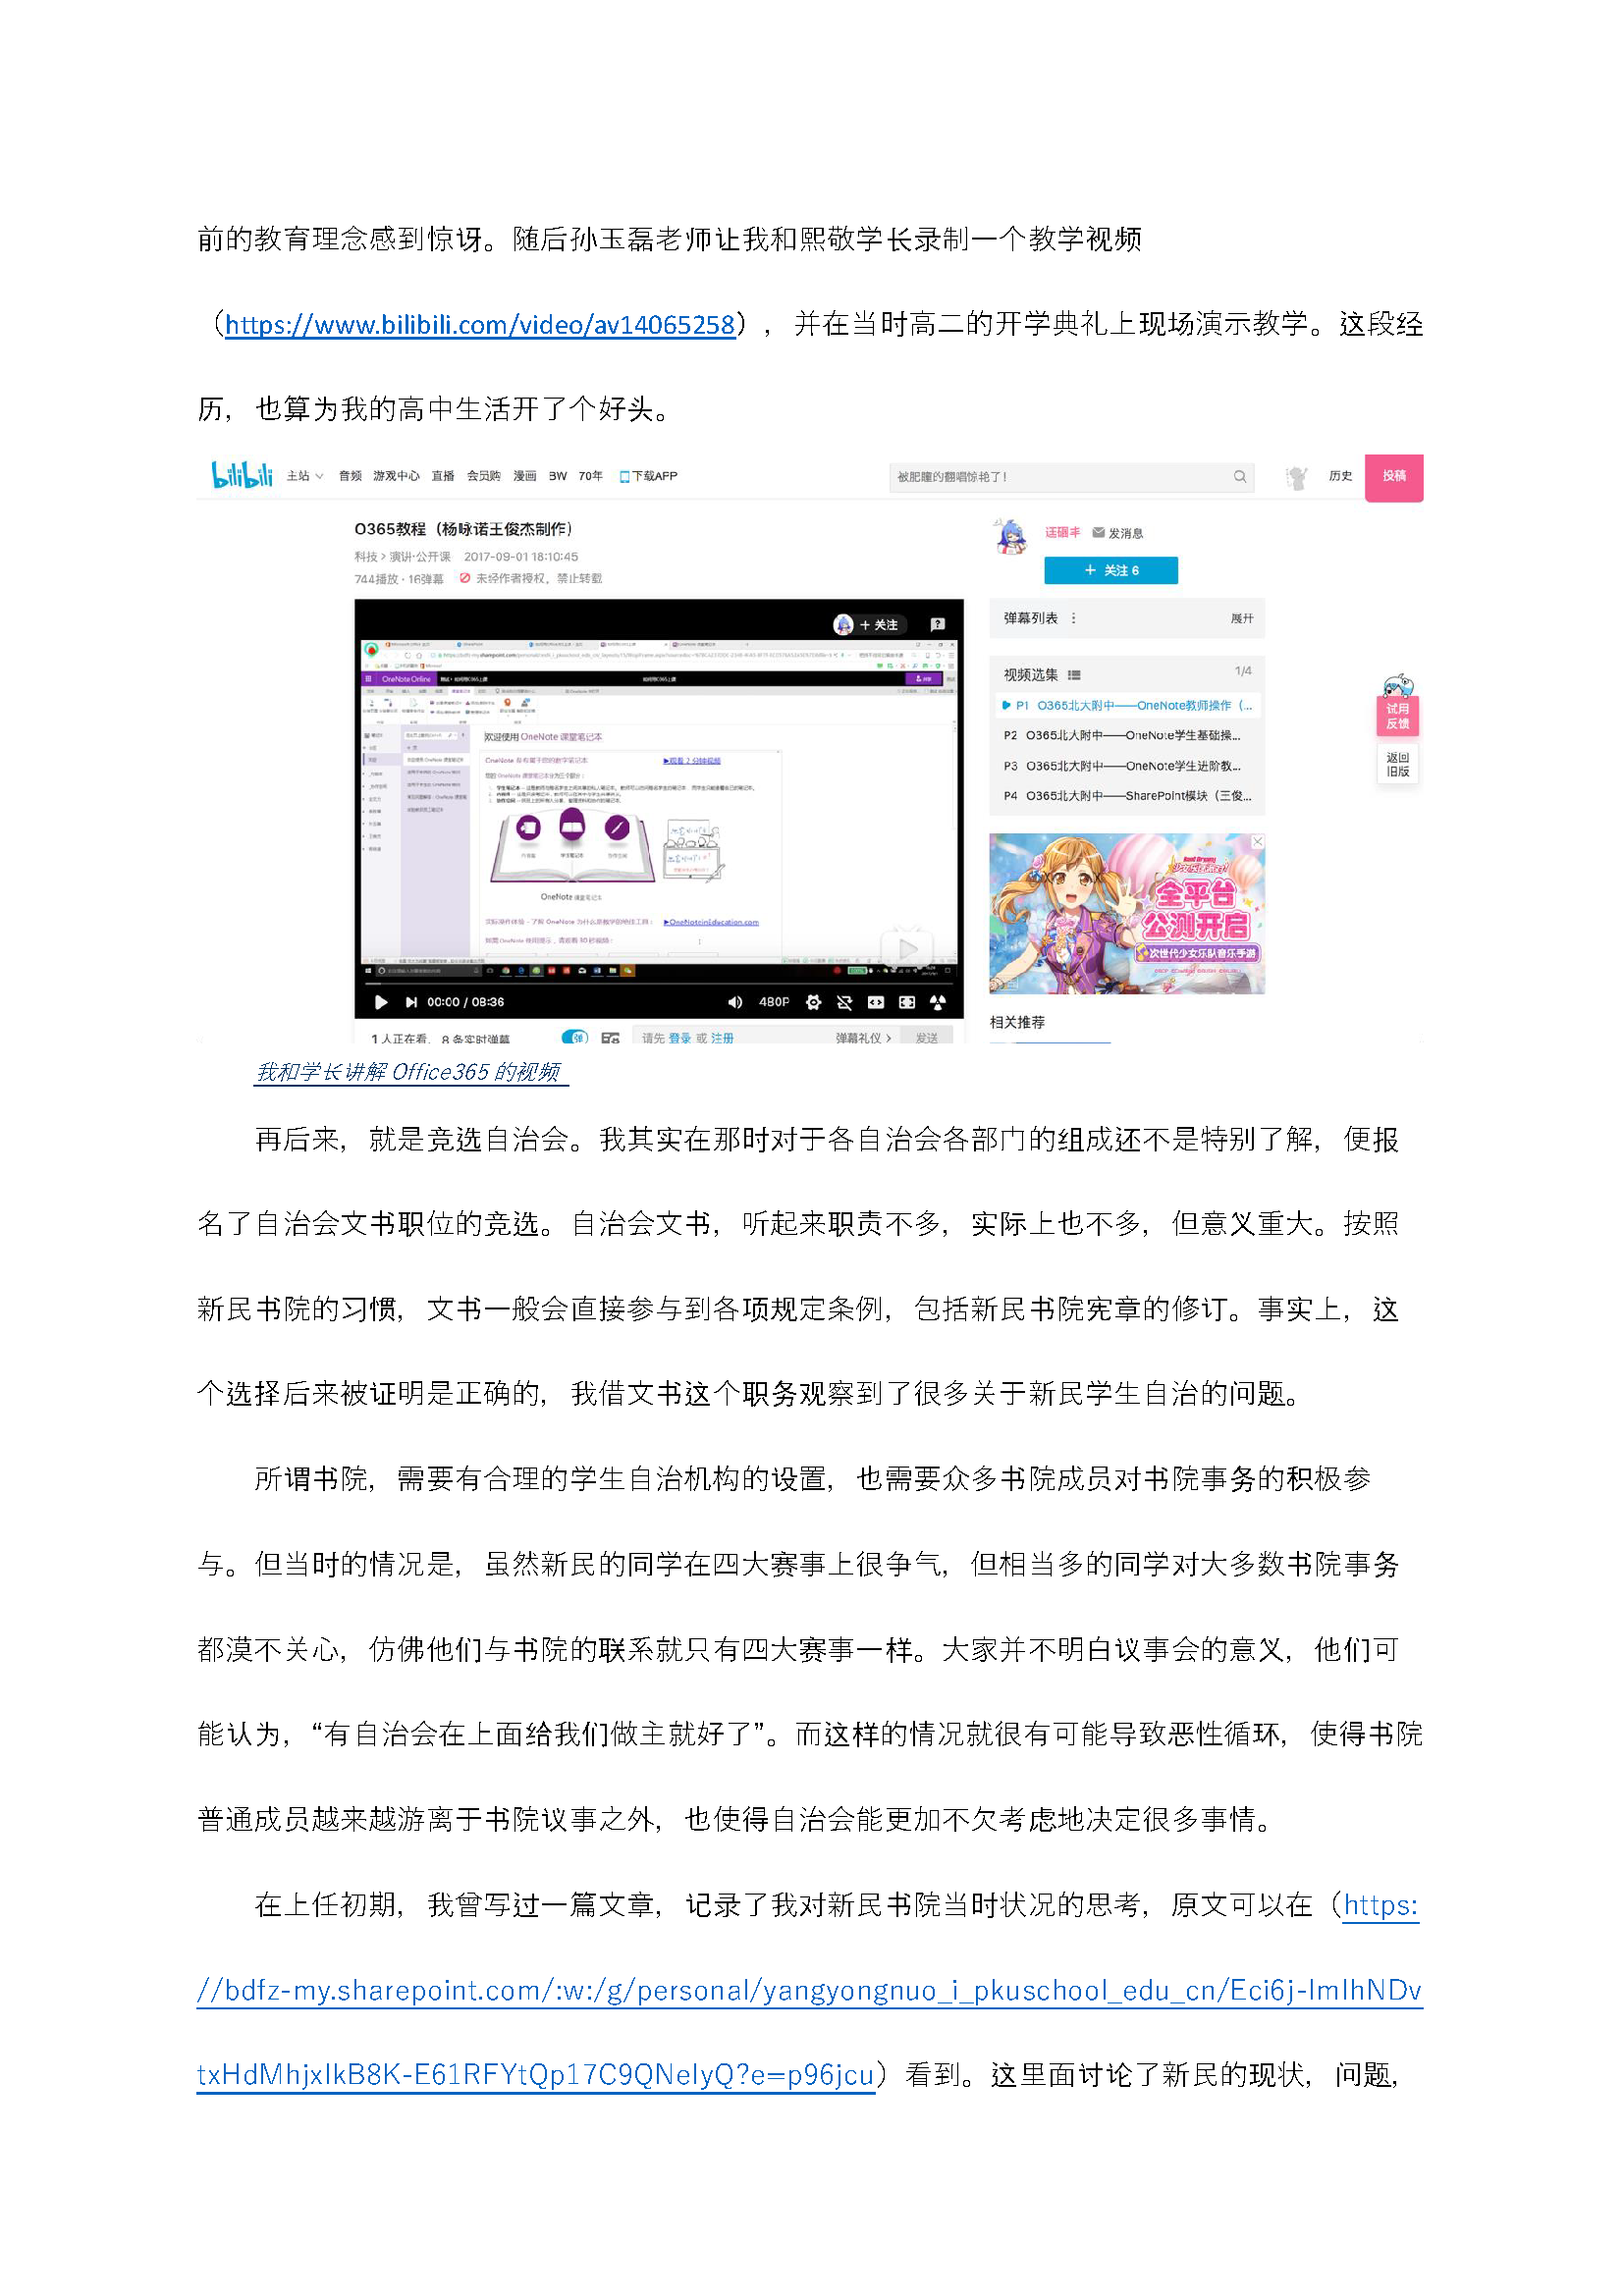 前的教育理念感到惊讶。随后孙玉磊老师让我和熙敬学长录制一个教学视频
（https://www.bilibili.com/video/av14065258），并在当时高二的开学典礼上现场演示教学。这段经
历，也算为我的高中生活开了个好头。
bilibili 主站 音频 游戏中心 直播 会员购 漫画 BW 70年 下载APP
被肥瞳的翻唱惊艳了！ 历史 投稿
O365教程（杨咏诺王俊杰制作）
科技 > 演讲·公开课 2017-09-01 18:10:45
744播放 · 16弹幕 未经作者授权，禁止转载
发消息
+ 关注 6
+ 关注
弹幕列表 展开
视频选集 1/4
P1 O365北大附中——OneNote教师操作（...
P2 O365北大附中——OneNote学生基础操...
P3 O365北大附中——OneNote学生进阶教...
P4 O365北大附中——SharePoint模块（王俊...
试用
反馈
返回
旧版
OneNote Online
欢迎使用 OneNote 课堂笔记本
▶观看 2 分钟视频
OneNote 课堂笔记本
▶OneNoteinEducation.com
全平台
公测开启
次世代少女乐队音乐手游
00:00 / 08:36 480P
相关推荐
1 人正在看，8 条实时弹幕 弹 请先 登录 或 注册 弹幕礼仪 > 发送
我和学长讲解 Office365 的视频
再后来，就是竞选自治会。我其实在那时对于各自治会各部门的组成还不是特别了解，便报
名了自治会文书职位的竞选。自治会文书，听起来职责不多，实际上也不多，但意义重大。按照
新民书院的习惯，文书一般会直接参与到各项规定条例，包括新民书院宪章的修订。事实上，这
个选择后来被证明是正确的，我借文书这个职务观察到了很多关于新民学生自治的问题。
所谓书院，需要有合理的学生自治机构的设置，也需要众多书院成员对书院事务的积极参
与。但当时的情况是，虽然新民的同学在四大赛事上很争气，但相当多的同学对大多数书院事务
都漠不关心，仿佛他们与书院的联系就只有四大赛事一样。大家并不明白议事会的意义，他们可
能认为，“有自治会在上面给我们做主就好了”。而这样的情况就很有可能导致恶性循环，使得书院
普通成员越来越游离于书院议事之外，也使得自治会能更加不欠考虑地决定很多事情。
在上任初期，我曾写过一篇文章，记录了我对新民书院当时状况的思考，原文可以在（https:
//bdfz-my.sharepoint.com/:w:/g/personal/yangyongnuo_i_pkuschool_edu_cn/Eci6j-ImIhNDv
txHdMhjxIkB8K-E61RFYtQp17C9QNeIyQ?e=p96jcu）看到。这里面讨论了新民的现状，问题，